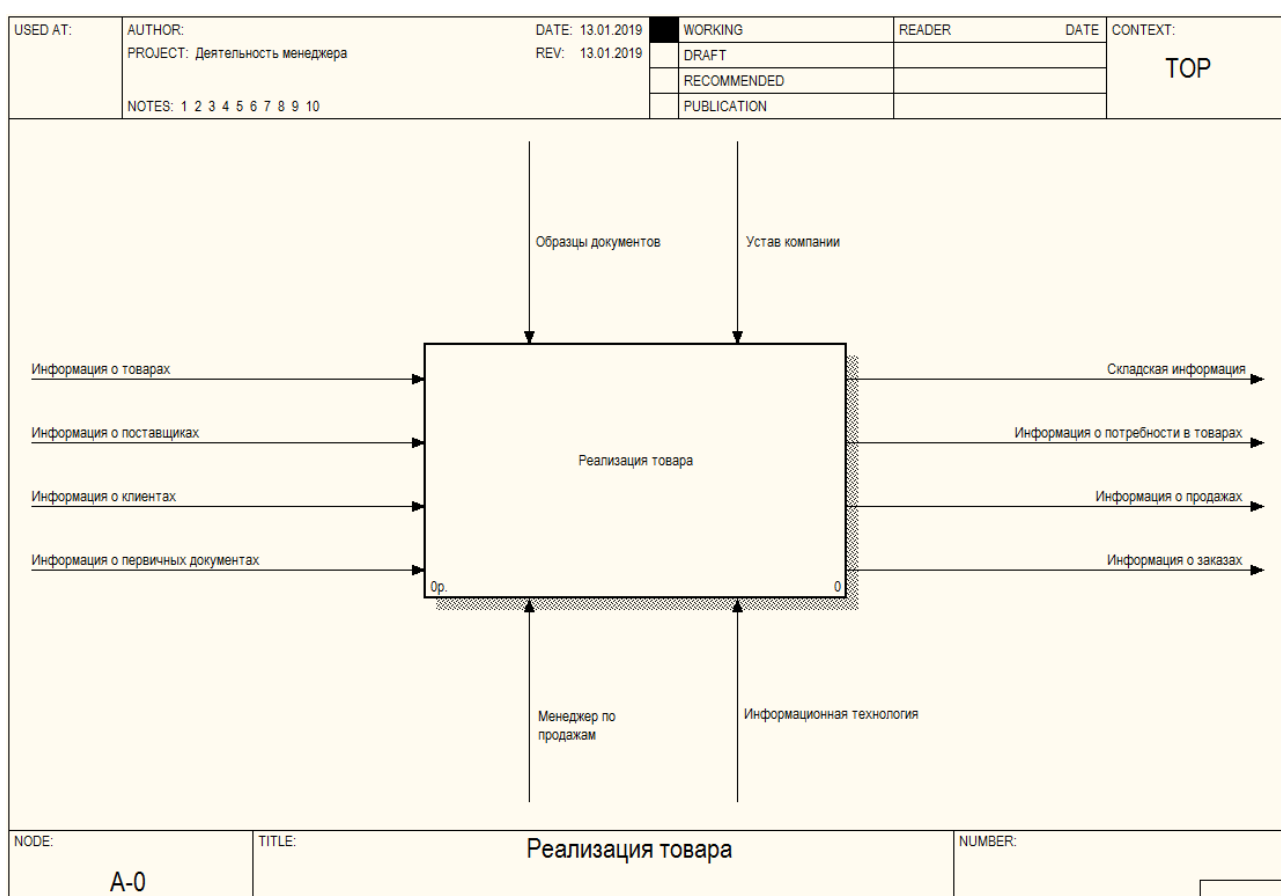 USED AT:
AUTHOR:
DATE: 13.01.2019
WORKING
READER
DATE
CONTEXT:
PROJECT: Деятельность менеджера
REV: 13.01.2019
DRAFT
TOP
RECOMMENDED
NOTES: 1 2 3 4 5 6 7 8 9 10
PUBLICATION
Образцы документов
Устав компании
Информация о товарах
Информация о поставщиках
Информация о клиентах
Информация о первичных документах
Реализация товара
0р.
0
Складская информация
Информация о потребности в товарах
Информация о продажах
Информация о заказах
Менеджер по
продажам
Информационная технология
NODE:
A-0
TITLE:
Реализация товара
NUMBER: